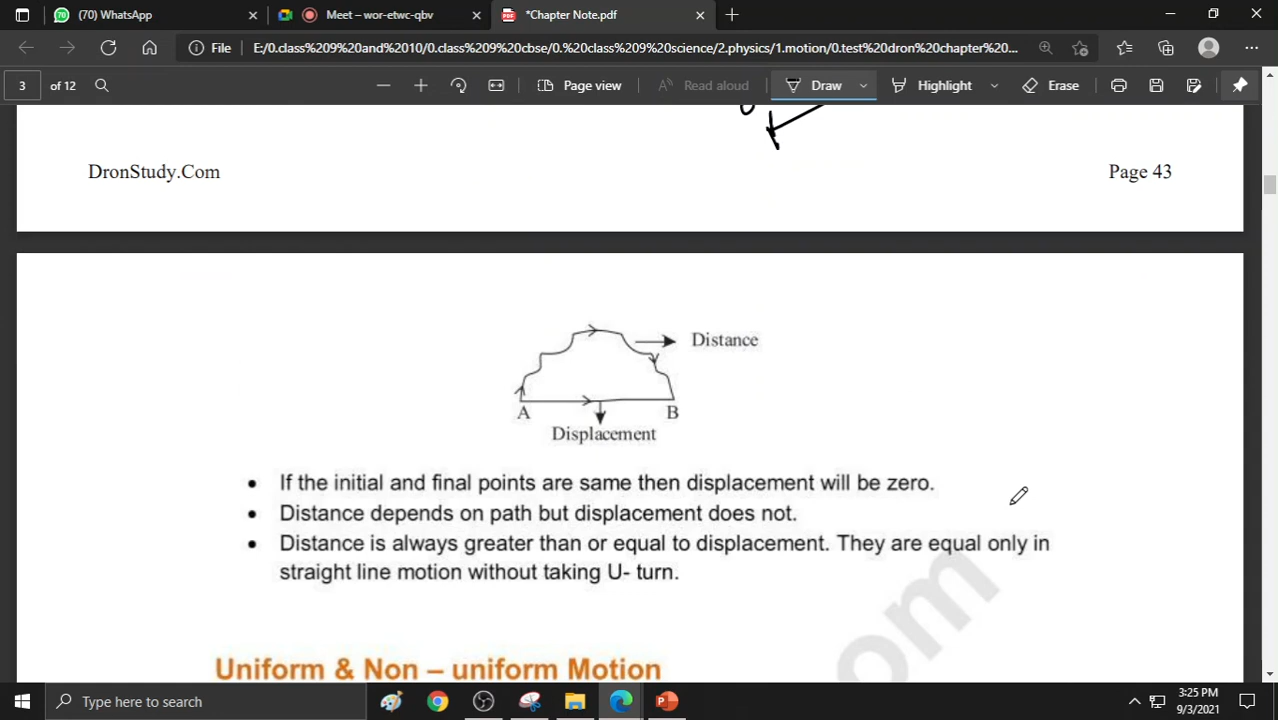 (70) WhatsApp
Meet – wor-etwc-qbv
*Chapter Note.pdf
File
E:/0.class%209%20and%2010/0.class%209%20cbse/0.%20class%209%20science/2.physics/1.motion/0.test%20dron%20chapter%20...
3 of 12
Page view
Read aloud
Draw
Highlight
Erase
DronStudy.Com
Page 43
Distance
A
B
Displacement
• If the initial and final points are same then displacement will be zero.
• Distance depends on path but displacement does not.
• Distance is always greater than or equal to displacement. They are equal only in
straight line motion without taking U- turn.
om
Uniform & Non – uniform Motion
Type here to search
3:25 PM
9/3/2021